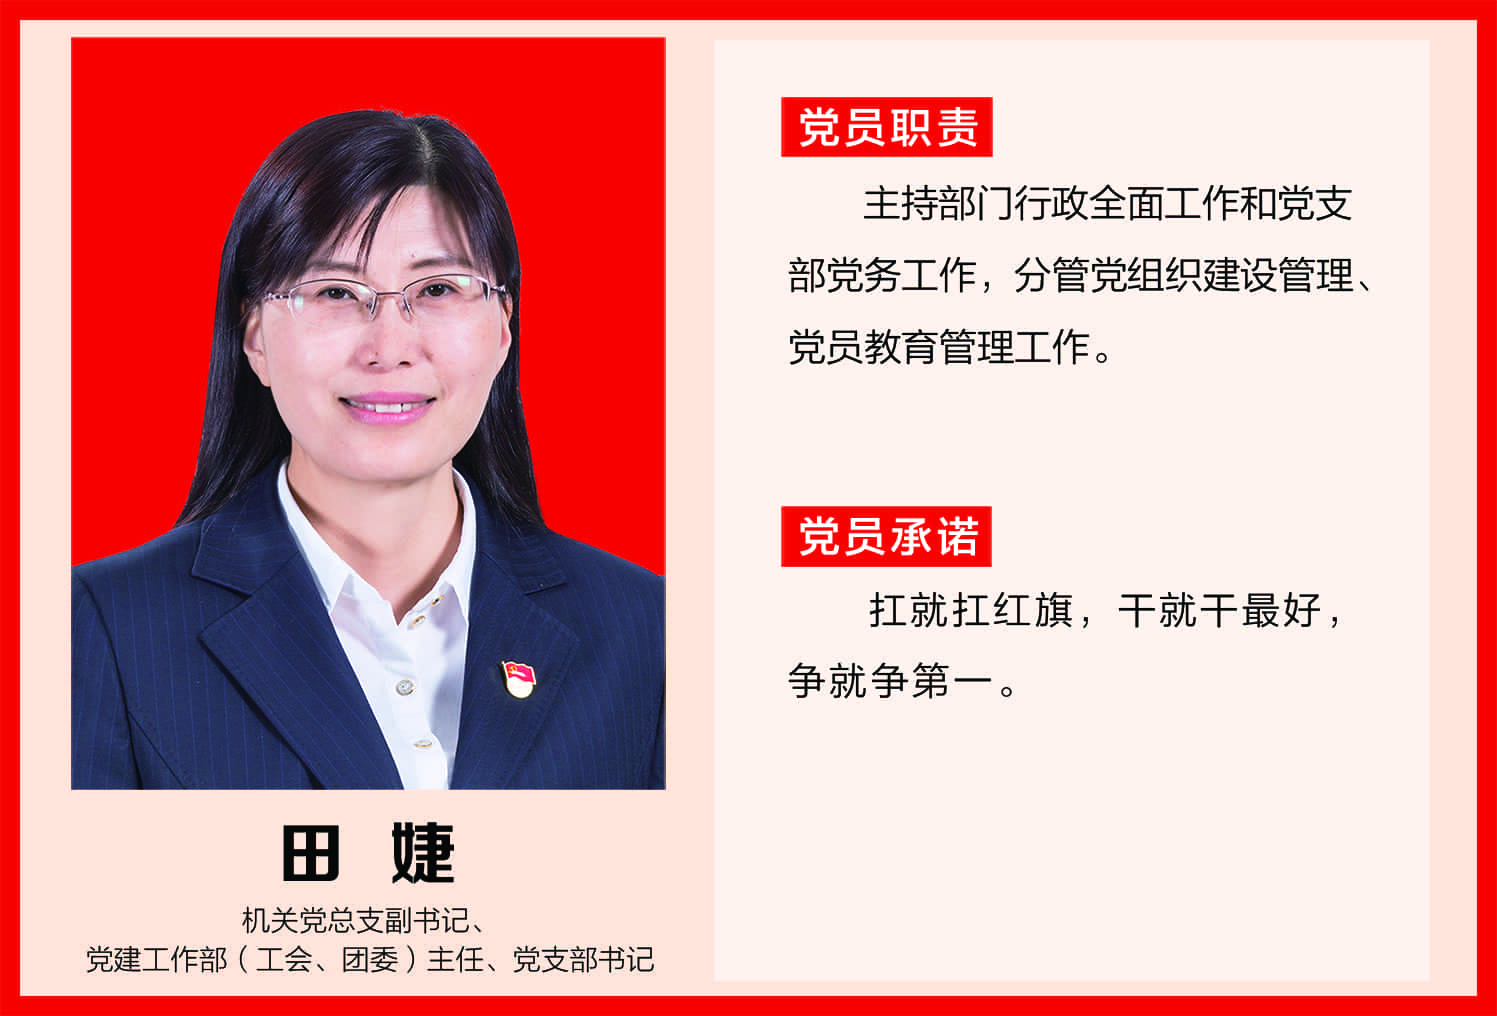 党员职责
主持部门行政全面工作和党支
部党务工作，分管党组织建设管理、
党员教育管理工作。
党员承诺
扛就扛红旗，干就干最好，
争就争第一。
田 婕
机关党总支副书记、
党建工作部（工会、团委）主任、党支部书记